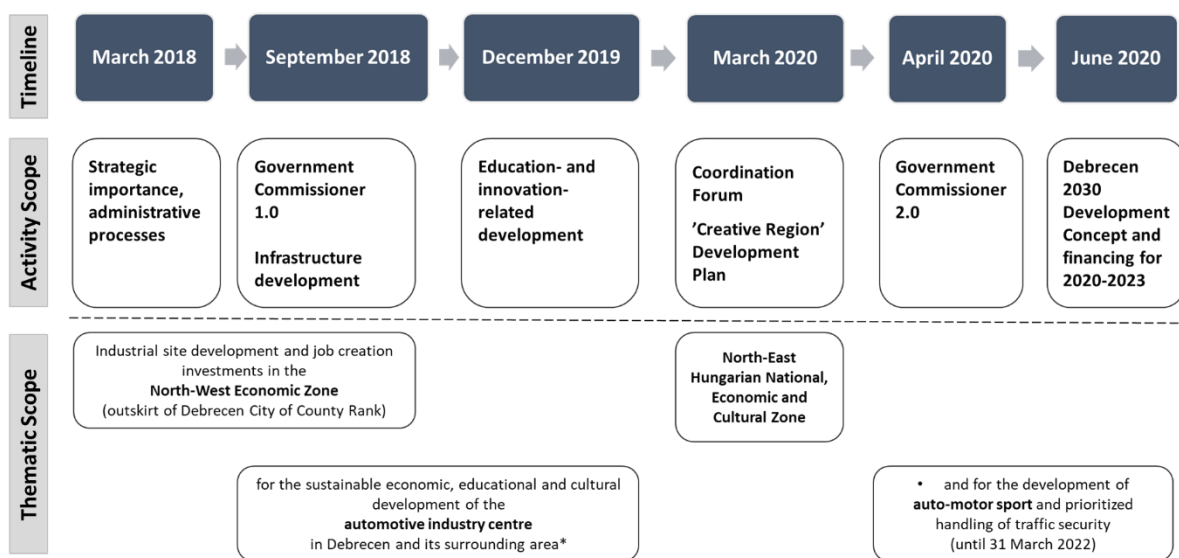 Timeline
March 2018
September 2018
December 2019
March 2020
April 2020
June 2020
Activity Scope
Strategic
importance,
administrative
processes
Government
Commissioner
1.0
Infrastructure
development
Education- and
innovation-
related
development
Coordination
Forum
’Creative Region’
Development
Plan
Government
Commissioner
2.0
Debrecen
2030
Development
Concept and
financing for
2020-2023
Thematic Scope
Industrial site development and job creation
investments in the
North-West Economic Zone
(outskirt of Debrecen City of County Rank)
North-East
Hungarian National,
Economic and
Cultural Zone
for the sustainable economic, educational and cultural
development of the
automotive industry centre
in Debrecen and its surrounding area*
• and for the development of
auto-motor sport and prioritized
handling of traffic security
(until 31 March 2022)